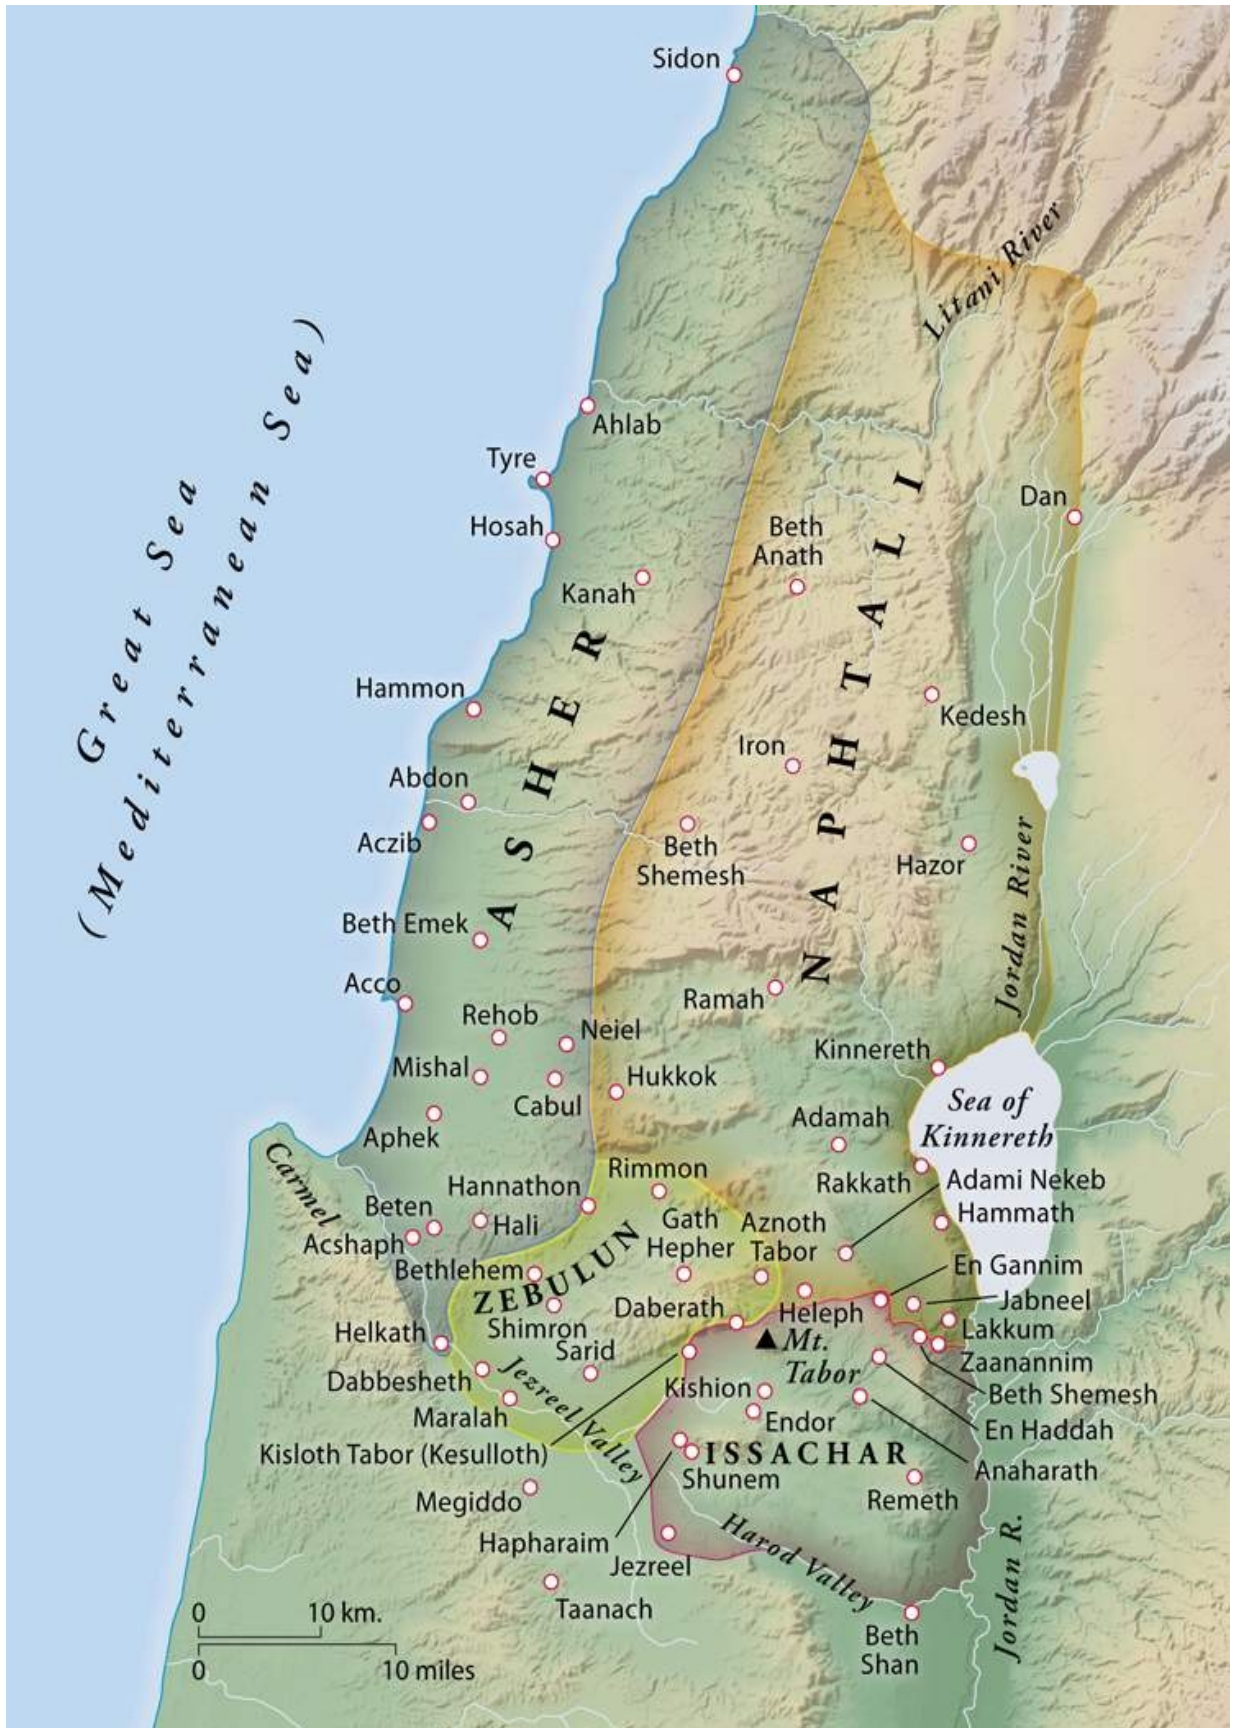 Sidon
Litani River
Great Sea
(Mediterranean Sea)
Ahlab
Tyre
Dan
Hosah
Beth
Anath
Kanah
ASHER
NAPHTALI
Hammon
Kedesh
Iron
Abdon
Aczib
Beth
Shemesh
Hazor
Jordan River
Beth Emek
Acco
Ramah
Rehob
Neiel
Kinnereth
Mishal
Hukkok
Cabul
Sea of
Kinnereth
Aphek
Adamah
Carmel
Rimmon
Rakkath
Adami Nekeb
Hannathon
Beten
Hali
Gath
Hepher
Aznoth
Tabor
Hammath
Acshaph
Bethlehem
ZEBULUN
En Gannim
Daberath
Heleph
Jabneel
Helkath
Shimron
Sarid
Mt.
Tabor
Lakkum
Zaanannim
Dabbesheth
Jezreel Valley
Kishion
Beth Shemesh
Maralah
Endor
En Haddah
Kisloth Tabor (Kesulloth)
ISSACHAR
Anaharath
Shunem
Remeth
Megiddo
Hapharaim
Jezreel
Harod Valley
Jordan R.
Taanach
Beth
Shan
0 10 km.
0 10 miles